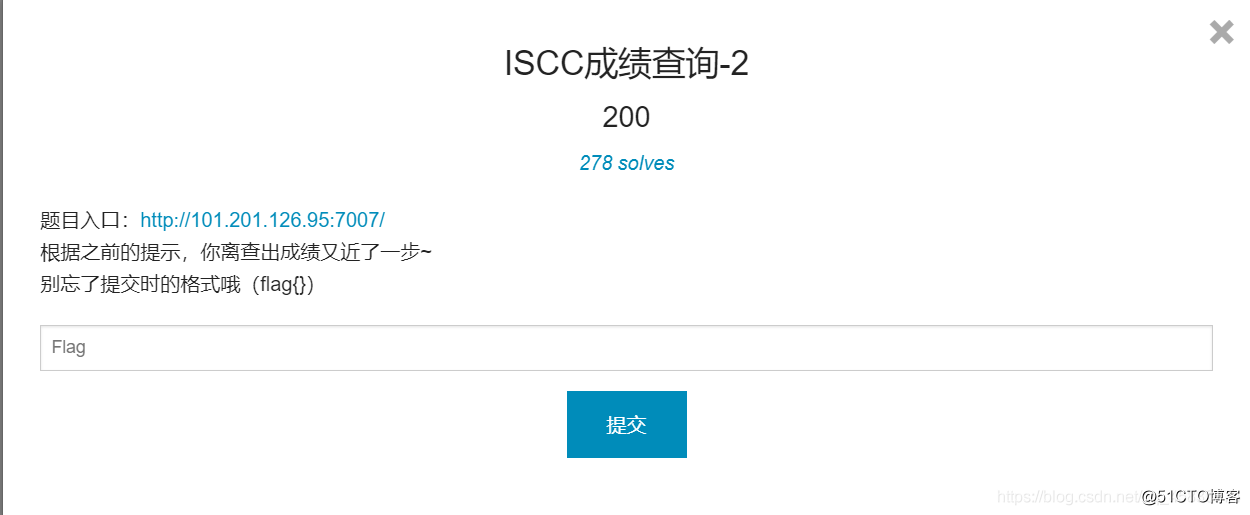 ISCC成绩查询-2
200
278 solves
题目入口：http://101.201.126.95:7007/
根据之前的提示，你离查出成绩又近了一步~
别忘了提交时的格式哦（flag{}）
Flag
提交
https://blog.csdn.net/ @51CTO博客